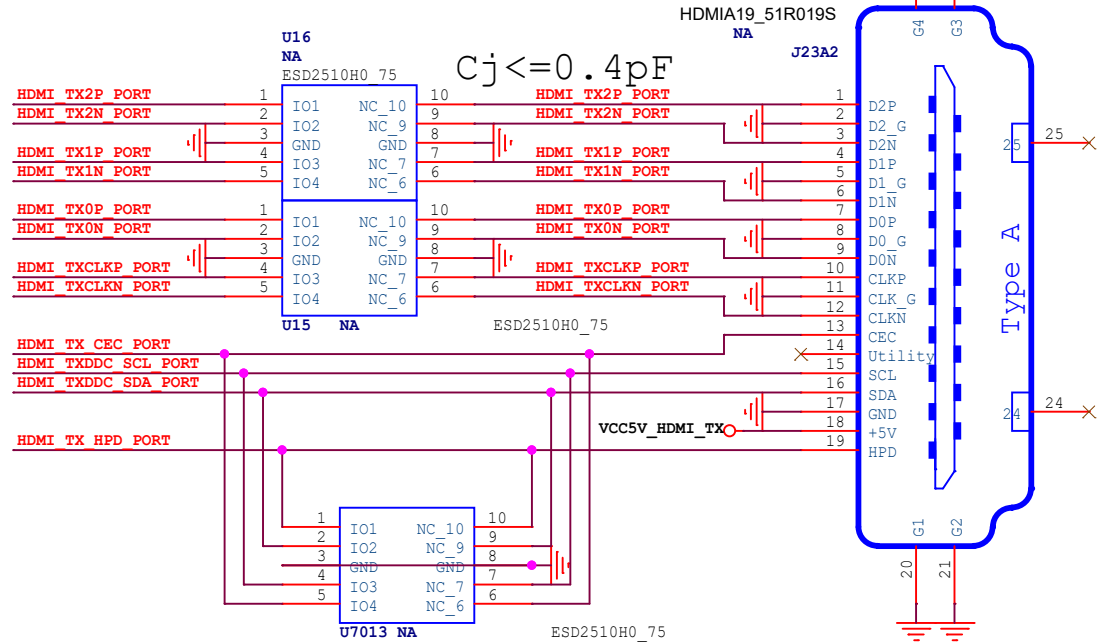 HDMIA19_51R019S
NA
J23A2
G4
G3
U16
NA
ESD2510H0_75
Cj<=0.4pF
HDMI_TX2P_PORT 1 IO1 NC_10 10 HDMI_TX2P_PORT 1 D2P
HDMI_TX2N_PORT 2 IO2 NC_9 9 HDMI_TX2N_PORT 2 D2_G
3 GND GND 8 3 D2N
HDMI_TX1P_PORT 4 IO3 NC_7 7 HDMI_TX1P_PORT 4 D1P
HDMI_TX1N_PORT 5 IO4 NC_6 6 HDMI_TX1N_PORT 5 D1_G
6 D1N
HDMI_TX0P_PORT 1 IO1 NC_10 10 HDMI_TX0P_PORT 7 D0P
HDMI_TX0N_PORT 2 IO2 NC_9 9 HDMI_TX0N_PORT 8 D0_G
3 GND GND 8 9 D0N
HDMI_TXCLKP_PORT 4 IO3 NC_7 7 HDMI_TXCLKP_PORT 10 CLKP
HDMI_TXCLKN_PORT 5 IO4 NC_6 6 HDMI_TXCLKN_PORT 11 CLK_G
12 CLKN
U15 NA ESD2510H0_75
13 CEC
HDMI_TX_CEC_PORT 14 Utility
HDMI_TXDDC_SCL_PORT 15 SCL
HDMI_TXDDC_SDA_PORT 16 SDA
17 GND
VCC5V_HDMI_TX 18 +5V
HDMI_TX_HPD_PORT 19 HPD
25 25
Type A
24 24
1 IO1 NC_10 10
2 IO2 NC_9 9
3 GND GND 8
4 IO3 NC_7 7
5 IO4 NC_6 6
U7013 NA ESD2510H0_75
G1
G2
20
21